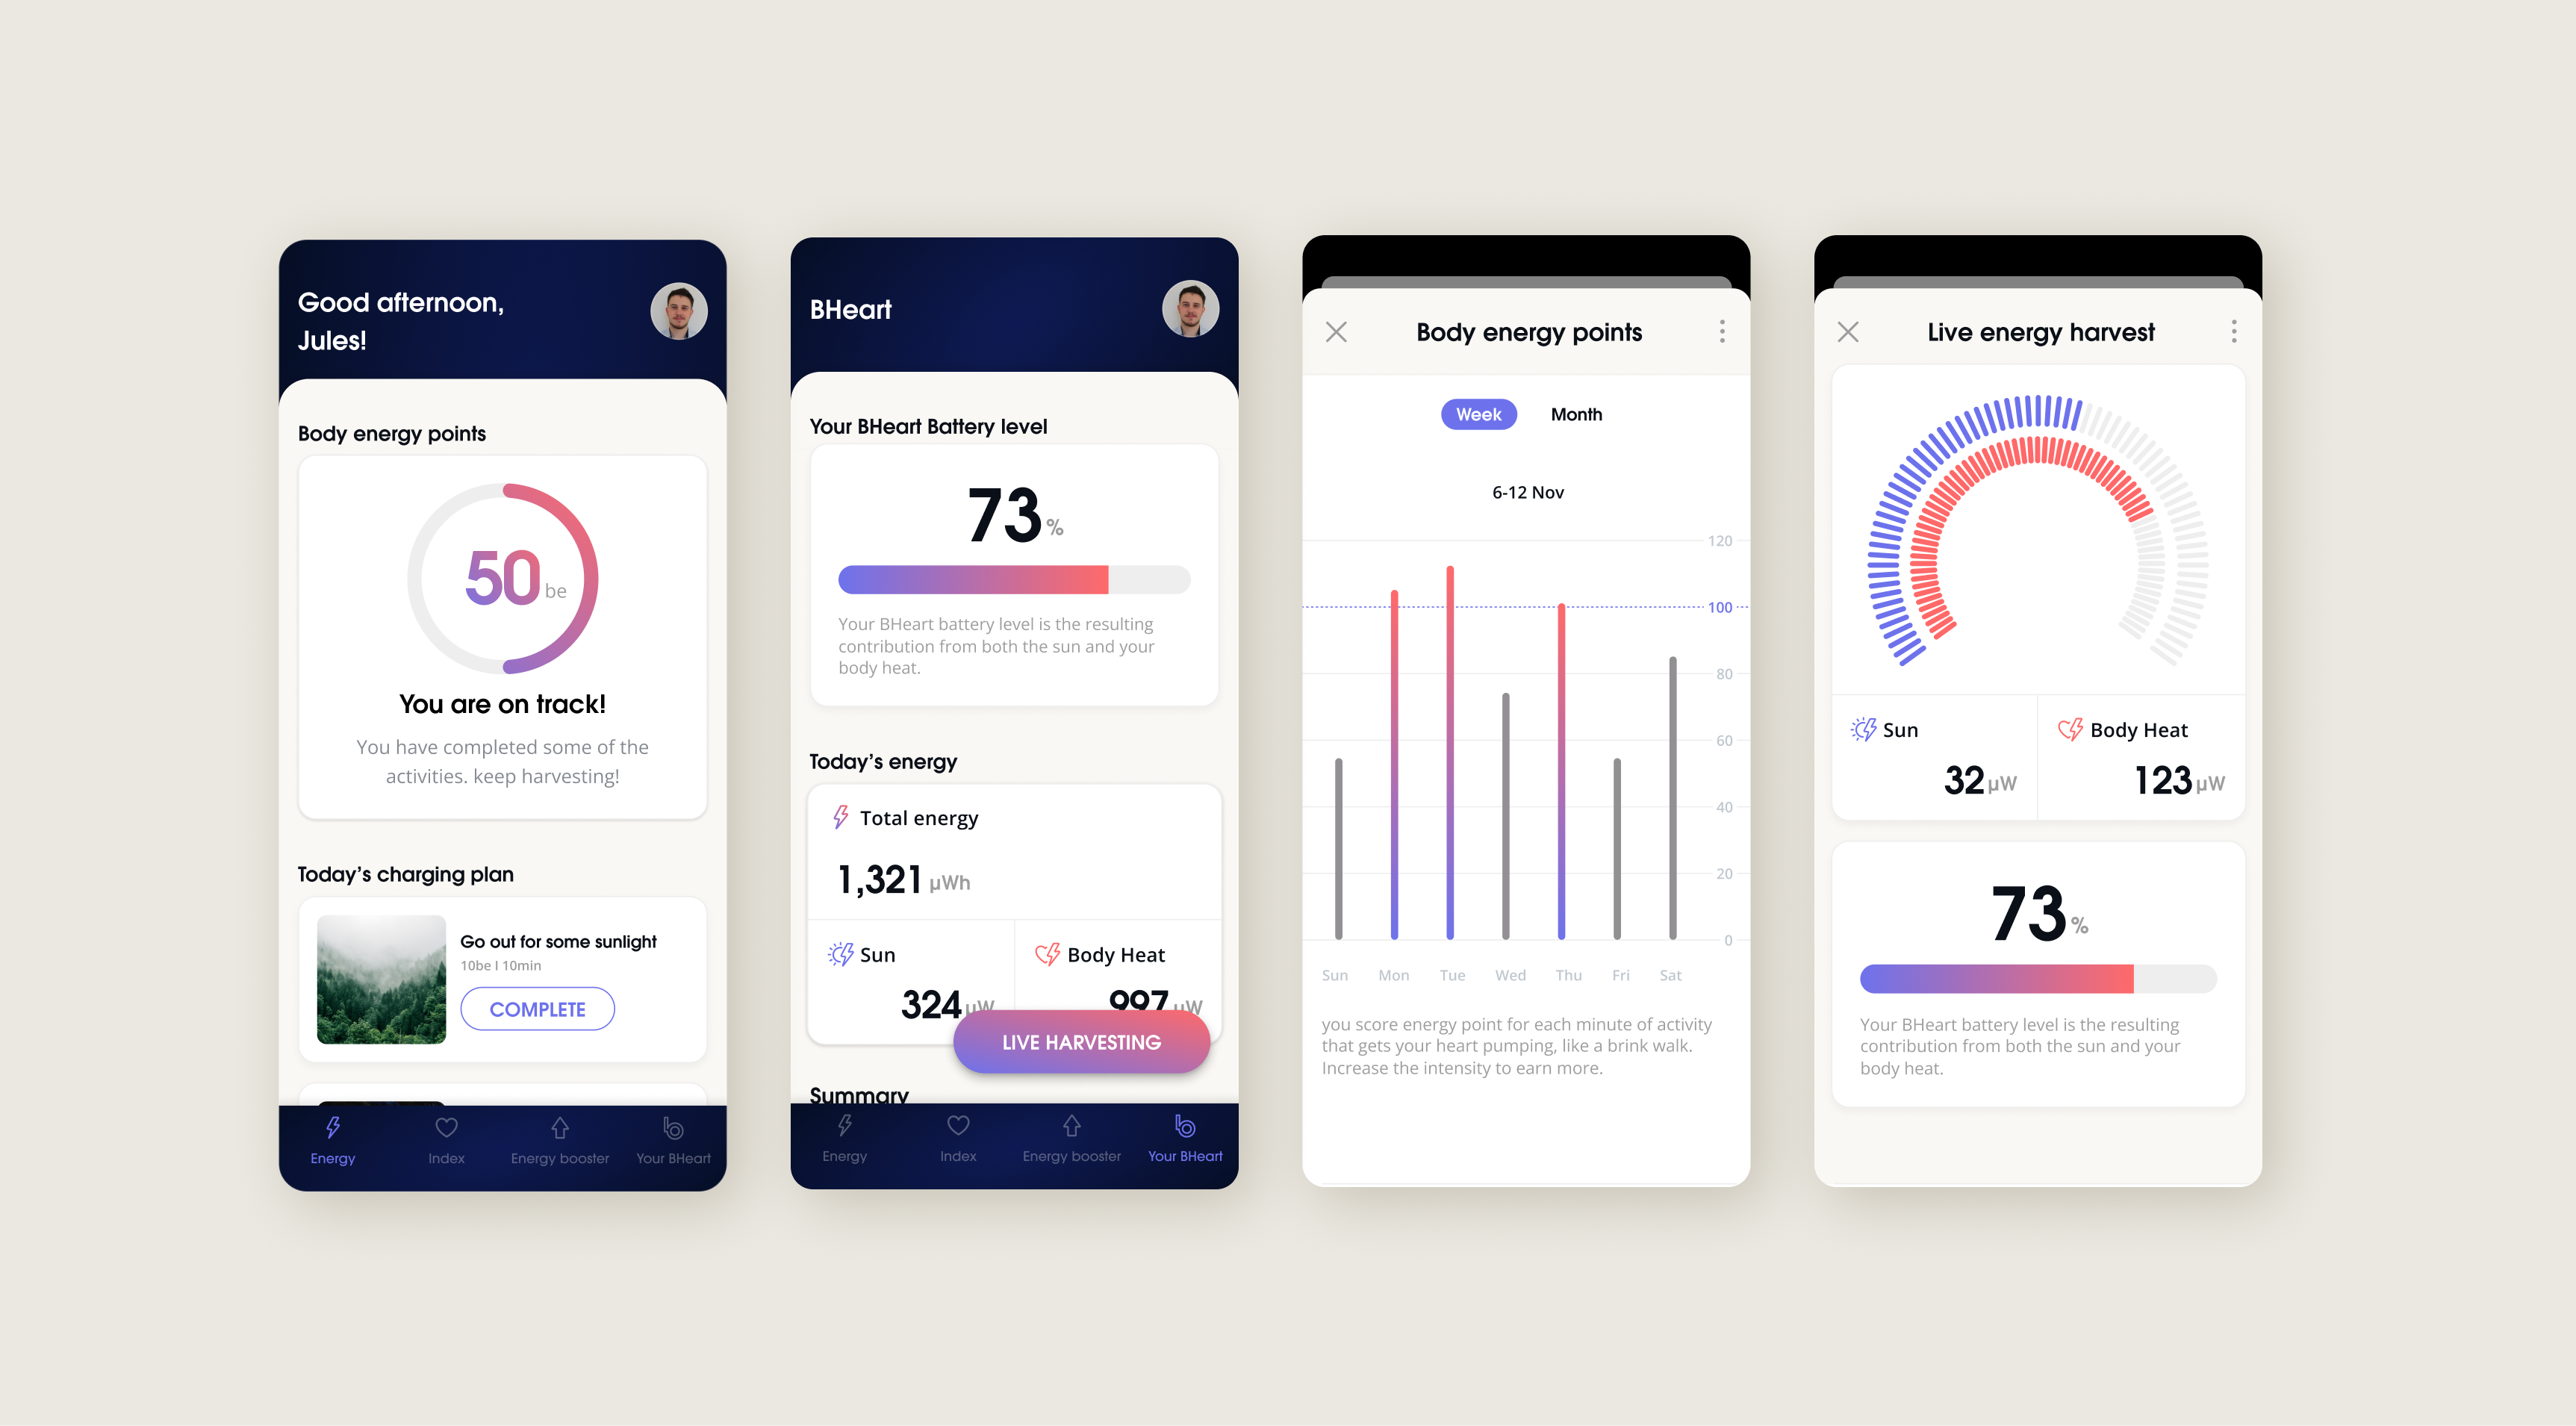 Good afternoon,
Jules!
Body energy points
50 be
You are on track!
You have completed some of the
activities. keep harvesting!
Today's charging plan
Go out for some sunlight
10be I 10min
COMPLETE
Energy
Index
Energy booster
Your BHeart
BHeart
Your BHeart Battery level
73 %
Your BHeart battery level is the resulting
contribution from both the sun and your
body heat.
Today's energy
Total energy
1,321 µWh
Sun
Body Heat
324 µW
997 µW
LIVE HARVESTING
Summary
Energy
Index
Energy booster
Your BHeart
Body energy points
Week
Month
6-12 Nov
120
100
80
60
40
20
0
Sun Mon Tue Wed Thu Fri Sat
you score energy point for each minute of activity
that gets your heart pumping, like a brink walk.
Increase the intensity to earn more.
Live energy harvest
Sun
Body Heat
32 µW
123 µW
73 %
Your BHeart battery level is the resulting
contribution from both the sun and your
body heat.